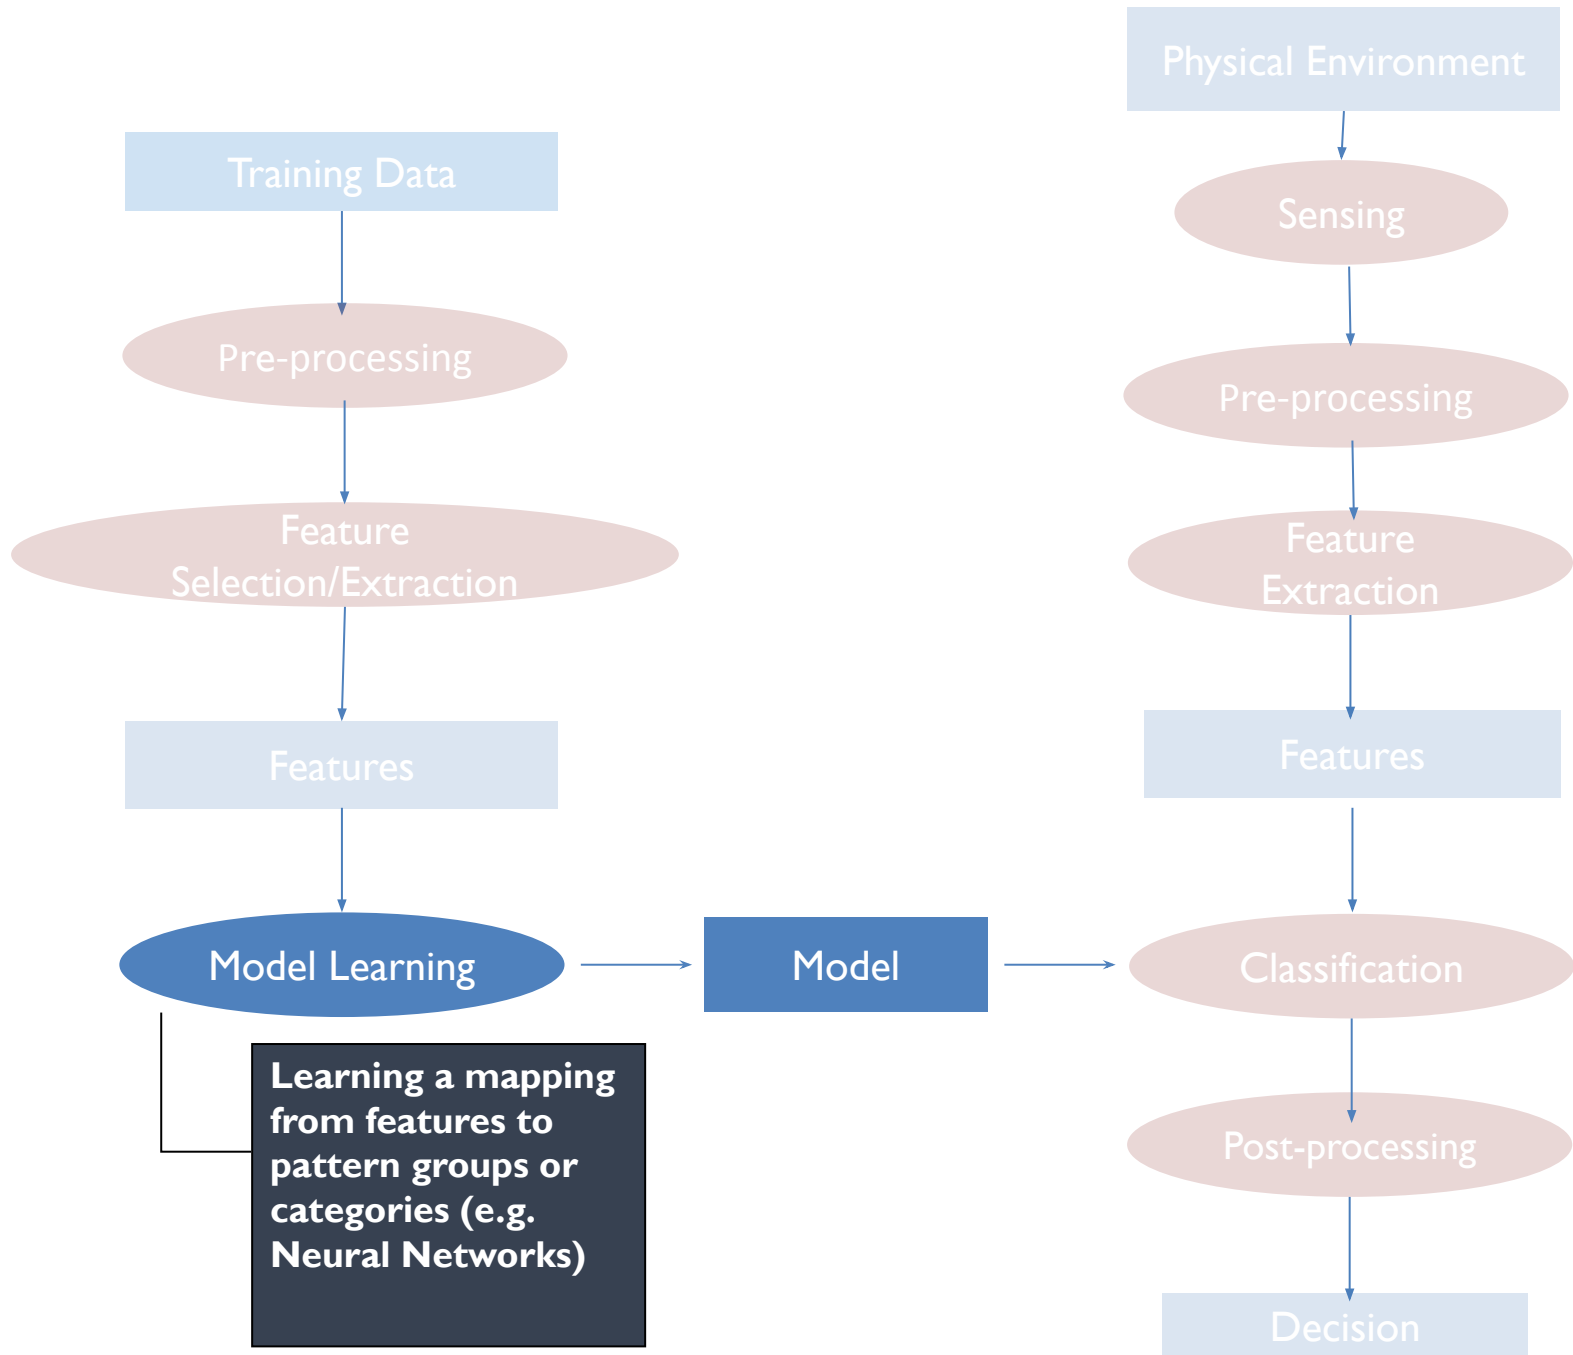 Physical Environment
Training Data
Sensing
Pre-processing
Pre-processing
Feature
Selection/Extraction
Feature
Extraction
Features
Features
Model Learning
Model
Classification
Learning a mapping
from features to
pattern groups or
categories (e.g.
Neural Networks)
Post-processing
Decision